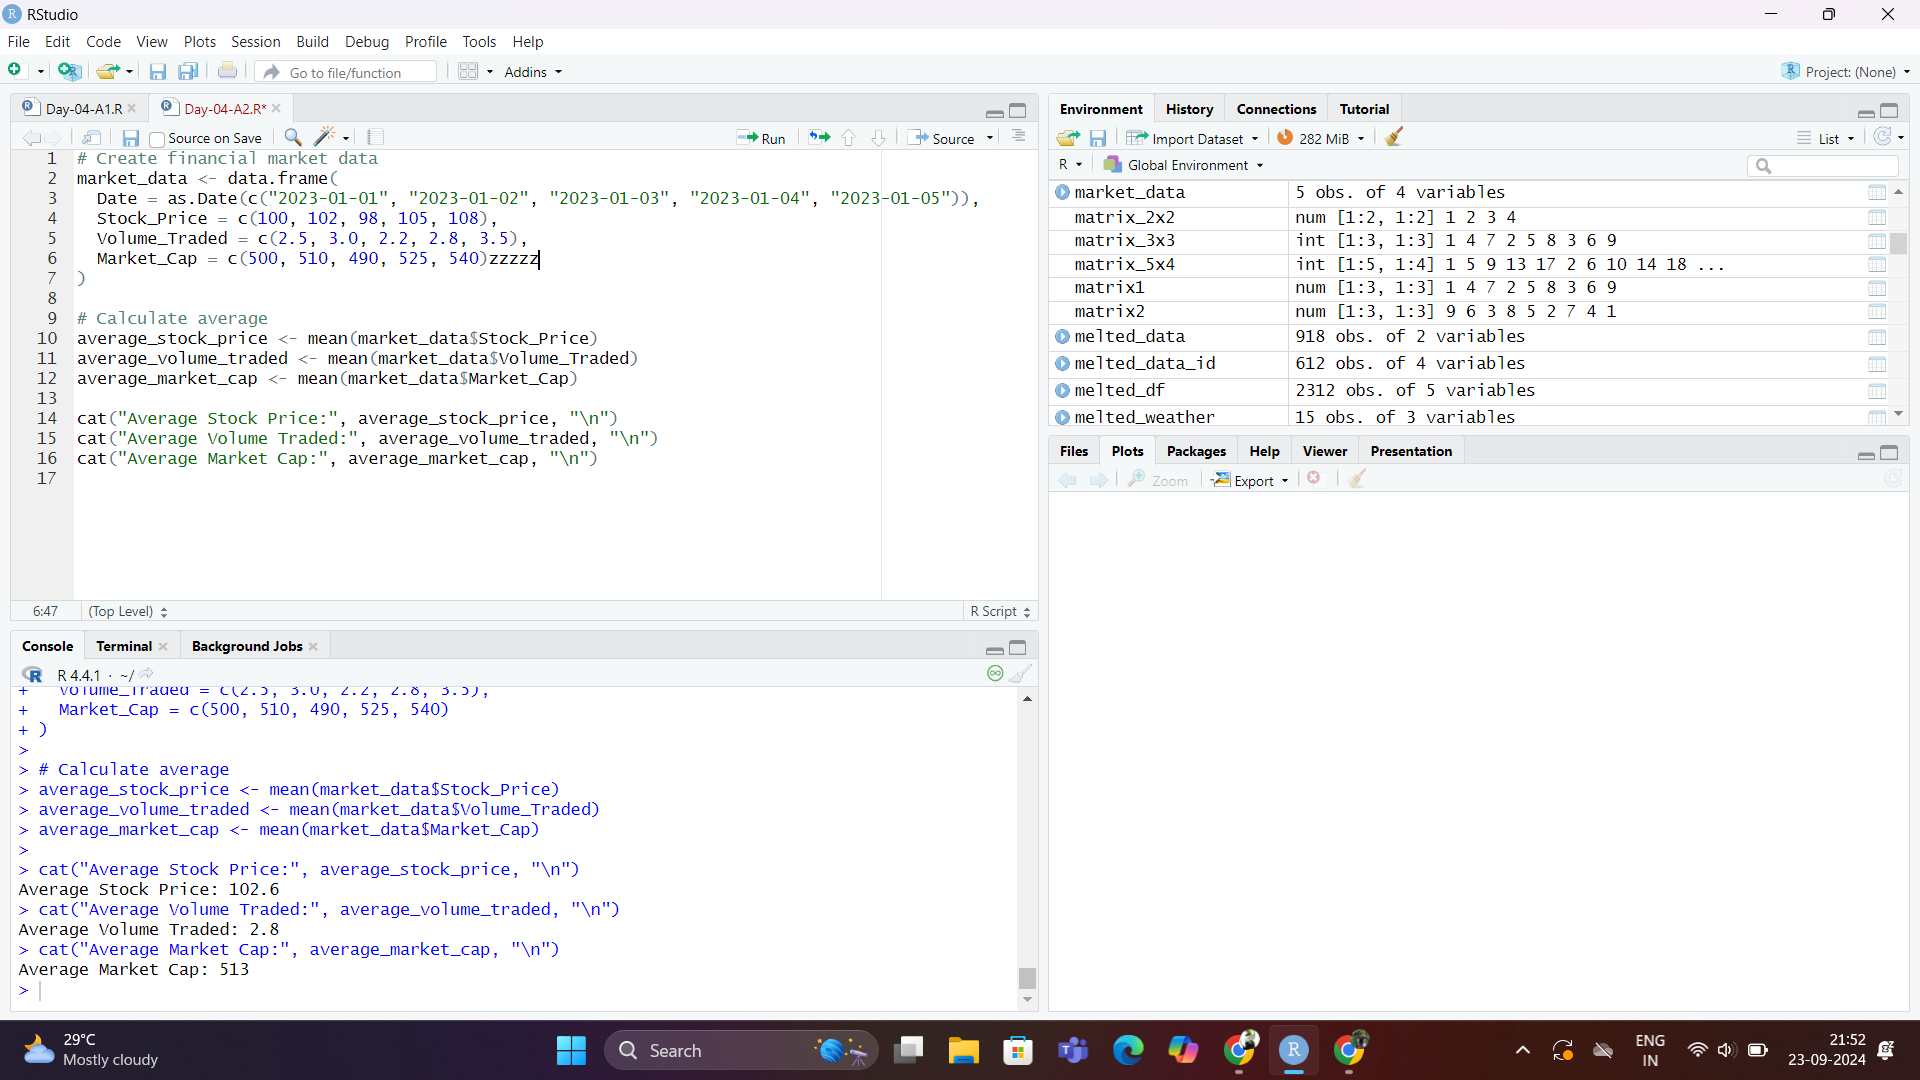 RStudio
File Edit Code View Plots Session Build Debug Profile Tools Help
Go to file/function Addins Project: (None)
Day-04-A1.R Day-04-A2.R*
Source on Save Run Source
1 # Create financial market data
2 market_data <- data.frame(
3 Date = as.Date(c("2023-01-01", "2023-01-02", "2023-01-03", "2023-01-04", "2023-01-05")),
4 Stock_Price = c(100, 102, 98, 105, 108),
5 Volume_Traded = c(2.5, 3.0, 2.2, 2.8, 3.5),
6 Market_Cap = c(500, 510, 490, 525, 540)zzzzz
7 )
8
9 # Calculate average
10 average_stock_price <- mean(market_data$Stock_Price)
11 average_volume_traded <- mean(market_data$Volume_Traded)
12 average_market_cap <- mean(market_data$Market_Cap)
13
14 cat("Average Stock Price:", average_stock_price, "\n")
15 cat("Average Volume Traded:", average_volume_traded, "\n")
16 cat("Average Market Cap:", average_market_cap, "\n")
17
6:47 (Top Level) R Script
Console Terminal Background Jobs
R 4.4.1 · ~/
+ Volume_Traded = c(2.5, 3.0, 2.2, 2.8, 3.5),
+ Market_Cap = c(500, 510, 490, 525, 540)
+ )
>
> # Calculate average
> average_stock_price <- mean(market_data$Stock_Price)
> average_volume_traded <- mean(market_data$Volume_Traded)
> average_market_cap <- mean(market_data$Market_Cap)
>
> cat("Average Stock Price:", average_stock_price, "\n")
Average Stock Price: 102.6
> cat("Average Volume Traded:", average_volume_traded, "\n")
Average Volume Traded: 2.8
> cat("Average Market Cap:", average_market_cap, "\n")
Average Market Cap: 513
>
Environment History Connections Tutorial
Import Dataset 282 MiB List
R Global Environment
market_data 5 obs. of 4 variables
matrix_2x2 num [1:2, 1:2] 1 2 3 4
matrix_3x3 int [1:3, 1:3] 1 4 7 2 5 8 3 6 9
matrix_5x4 int [1:5, 1:4] 1 5 9 13 17 2 6 10 14 18 ...
matrix1 num [1:3, 1:3] 1 4 7 2 5 8 3 6 9
matrix2 num [1:3, 1:3] 9 6 3 8 5 2 7 4 1
melted_data 918 obs. of 2 variables
melted_data_id 612 obs. of 4 variables
melted_df 2312 obs. of 5 variables
melted_weather 15 obs. of 3 variables
Files Plots Packages Help Viewer Presentation
Zoom Export
29°C
Mostly cloudy
Search
ENG
IN
21:52
23-09-2024